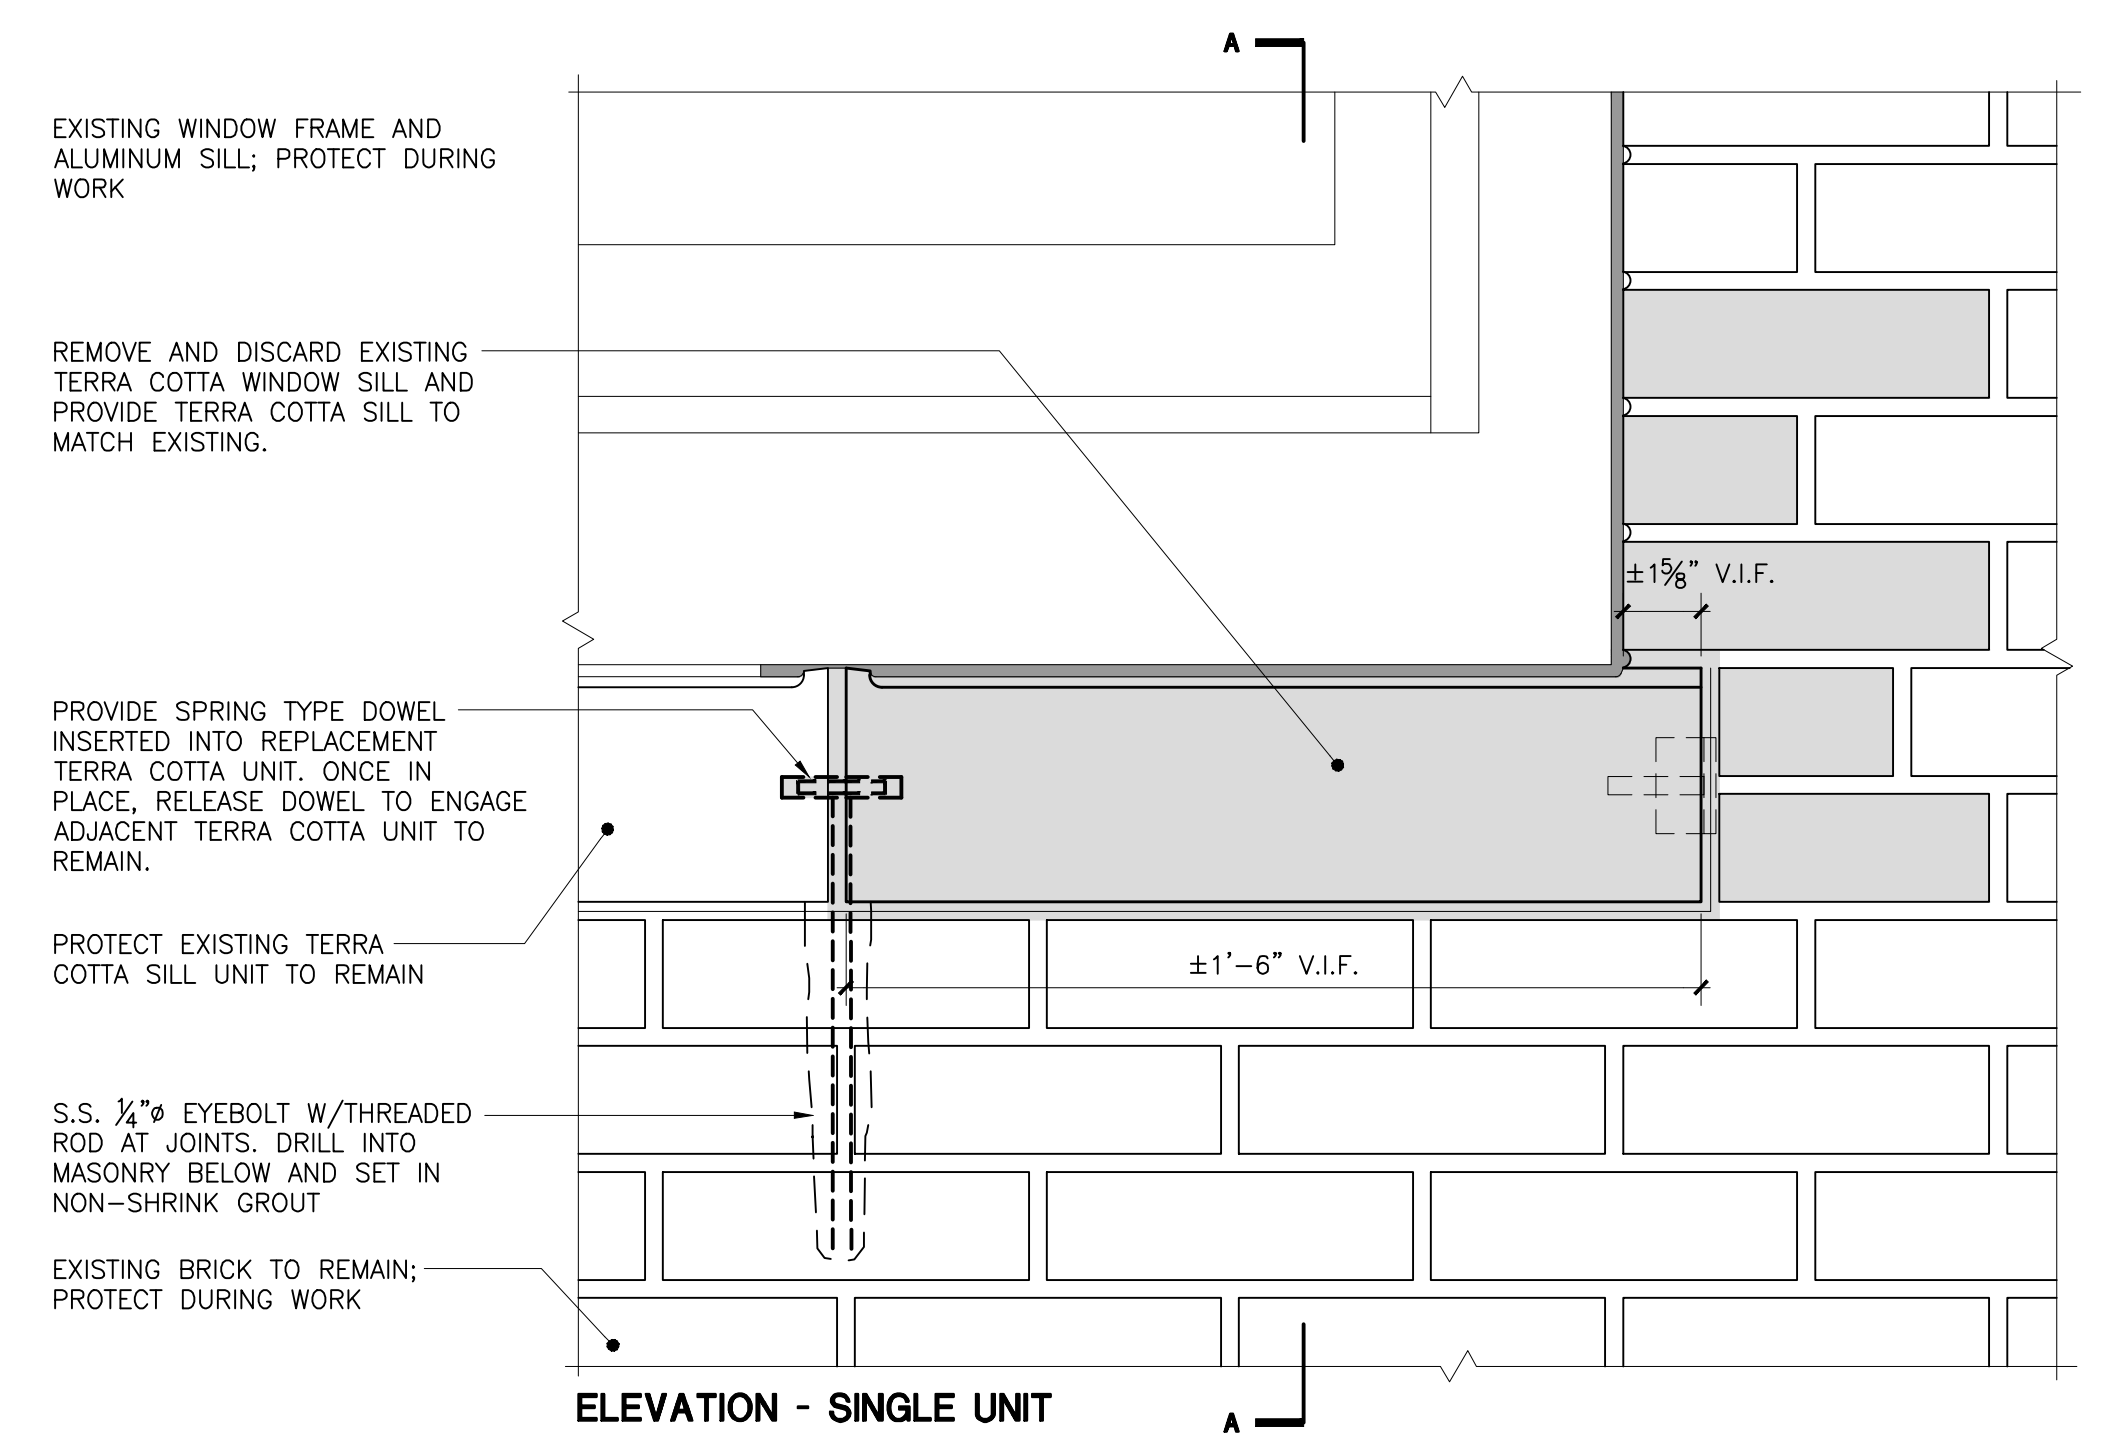 A
EXISTING WINDOW FRAME AND
ALUMINUM SILL; PROTECT DURING
WORK
REMOVE AND DISCARD EXISTING
TERRA COTTA WINDOW SILL AND
PROVIDE TERRA COTTA SILL TO
MATCH EXISTING.
±1⅝" V.I.F.
PROVIDE SPRING TYPE DOWEL
INSERTED INTO REPLACEMENT
TERRA COTTA UNIT. ONCE IN
PLACE, RELEASE DOWEL TO ENGAGE
ADJACENT TERRA COTTA UNIT TO
REMAIN.
PROTECT EXISTING TERRA
COTTA SILL UNIT TO REMAIN
±1'-6" V.I.F.
S.S. ¼"ø EYEBOLT W/THREADED
ROD AT JOINTS. DRILL INTO
MASONRY BELOW AND SET IN
NON-SHRINK GROUT
EXISTING BRICK TO REMAIN;
PROTECT DURING WORK
ELEVATION - SINGLE UNIT
A